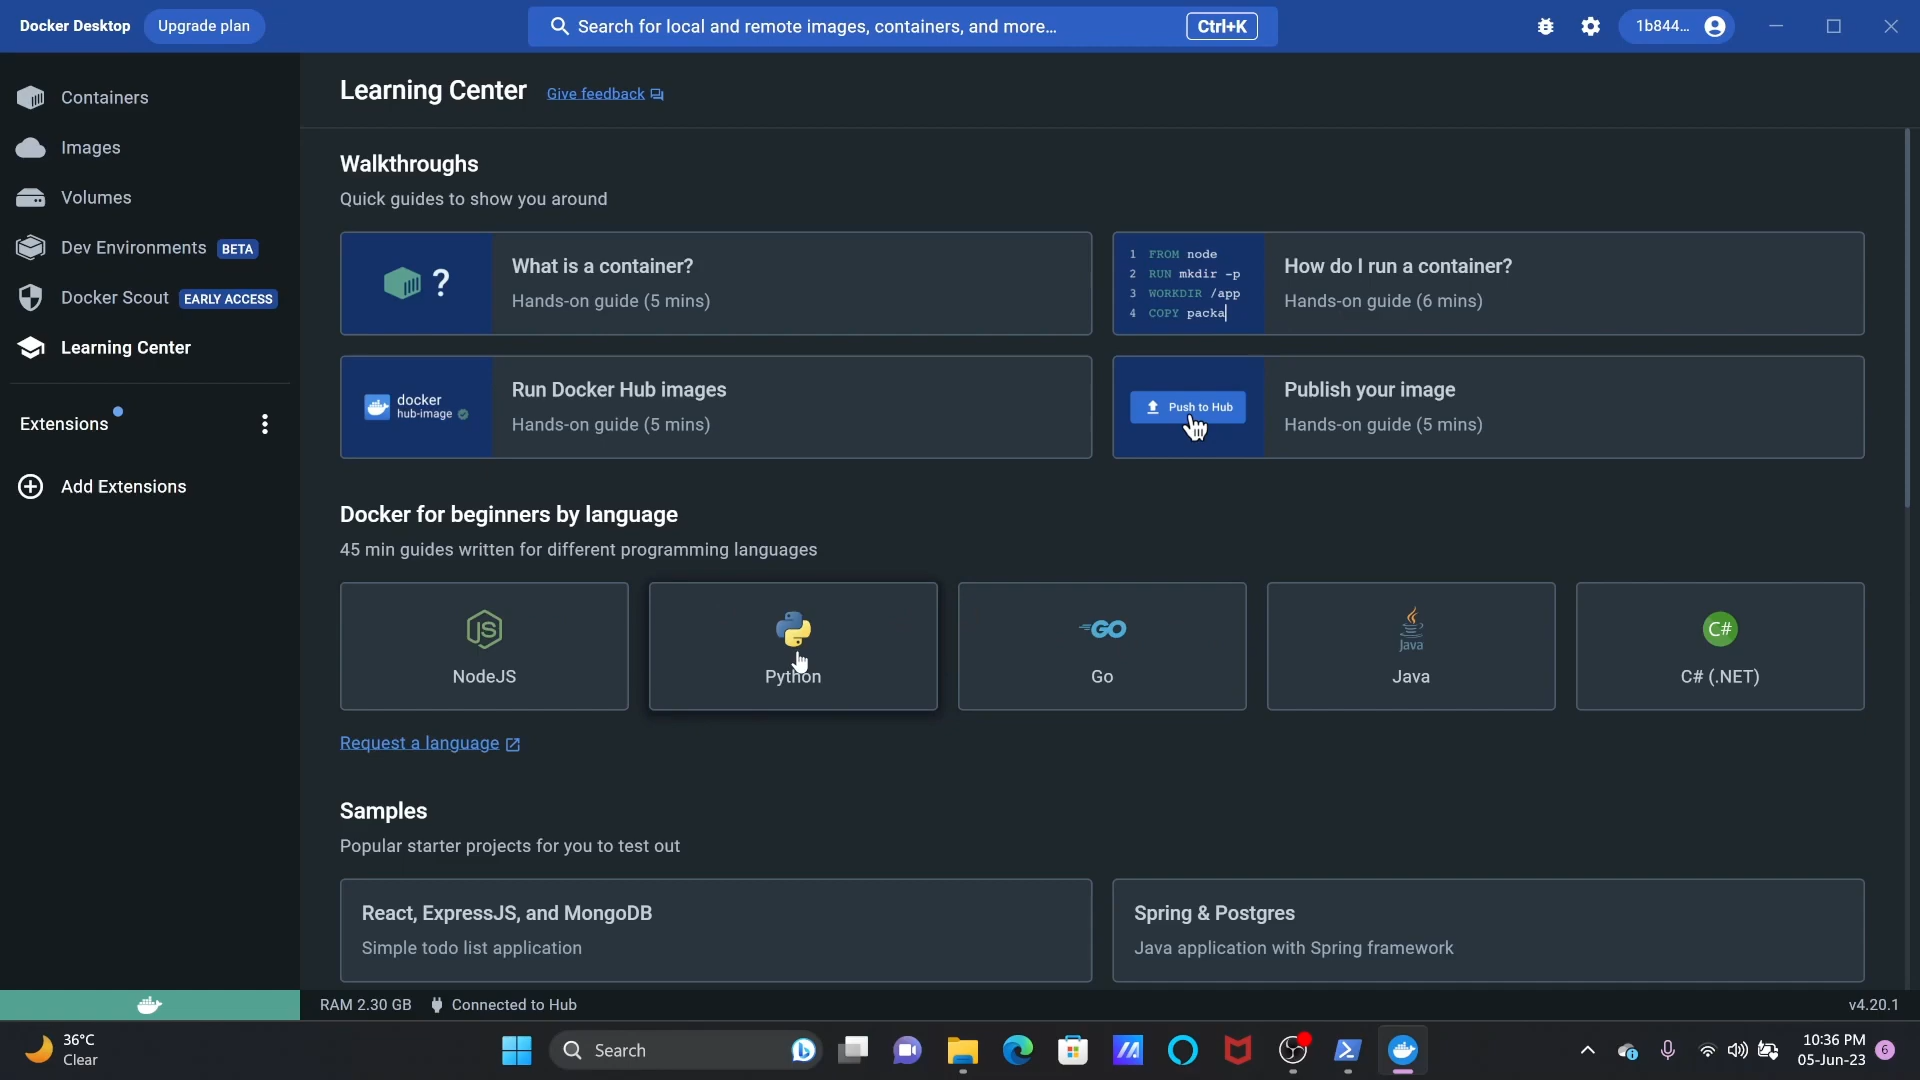 Docker Desktop
Upgrade plan
Search for local and remote images, containers, and more...
Ctrl+K
1b844...
Containers
Images
Volumes
Dev Environments BETA
Docker Scout EARLY ACCESS
Learning Center
Extensions
Add Extensions
Learning Center
Give feedback
Walkthroughs
Quick guides to show you around
?
What is a container?
Hands-on guide (5 mins)
1 FROM node
2 RUN mkdir -p
3 WORKDIR /app
4 COPY packa
How do I run a container?
Hands-on guide (6 mins)
docker
hub-image
Run Docker Hub images
Hands-on guide (5 mins)
Push to Hub
Publish your image
Hands-on guide (5 mins)
Docker for beginners by language
45 min guides written for different programming languages
JS
NodeJS
Python
GO
Go
Java
Java
C#
C# (.NET)
Request a language
Samples
Popular starter projects for you to test out
React, ExpressJS, and MongoDB
Simple todo list application
Spring & Postgres
Java application with Spring framework
RAM 2.30 GB
Connected to Hub
v4.20.1
36°C
Clear
Search
10:36 PM
05-Jun-23
6